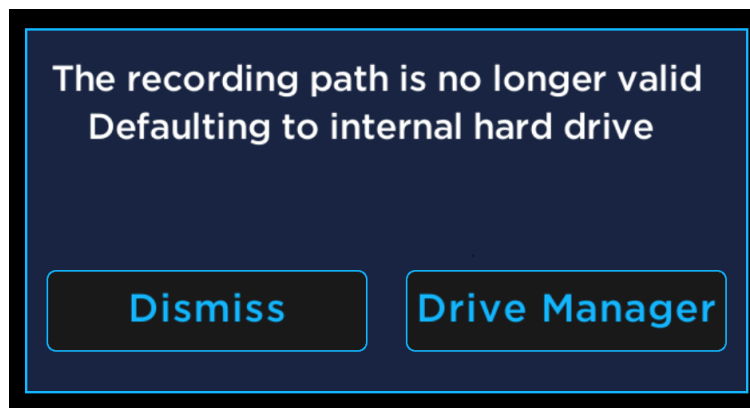 The recording path is no longer valid
Defaulting to internal hard drive
Dismiss
Drive Manager